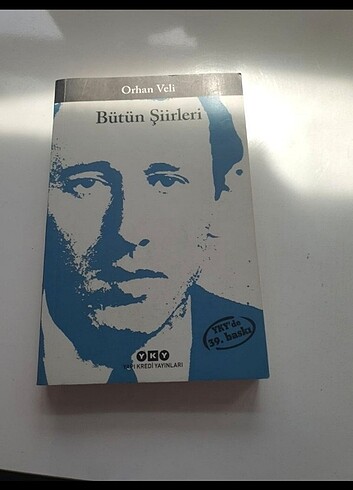 Orhan Veli
Bütün Şiirleri
YKY'de
39. baskı
YKY
YAPI KREDİ YAYINLARI